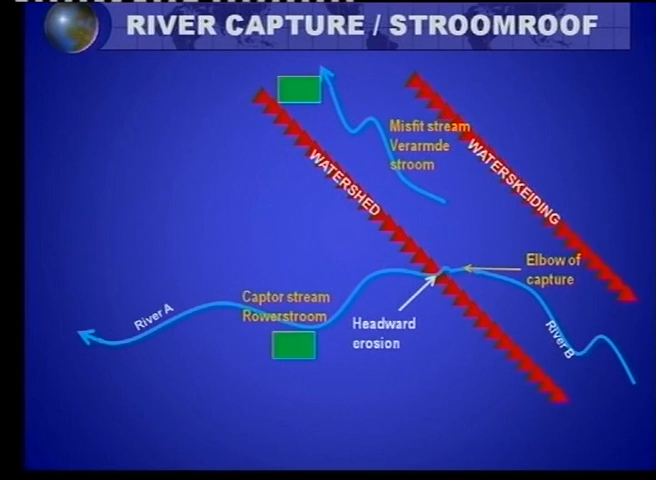 RIVER CAPTURE / STROOMROOF
Misfit stream
Verarmde
stroom
WATERSHED
WATERSKEIDING
Elbow of
capture
Captor stream
Rowerstroom
River A
Headward
erosion
River B